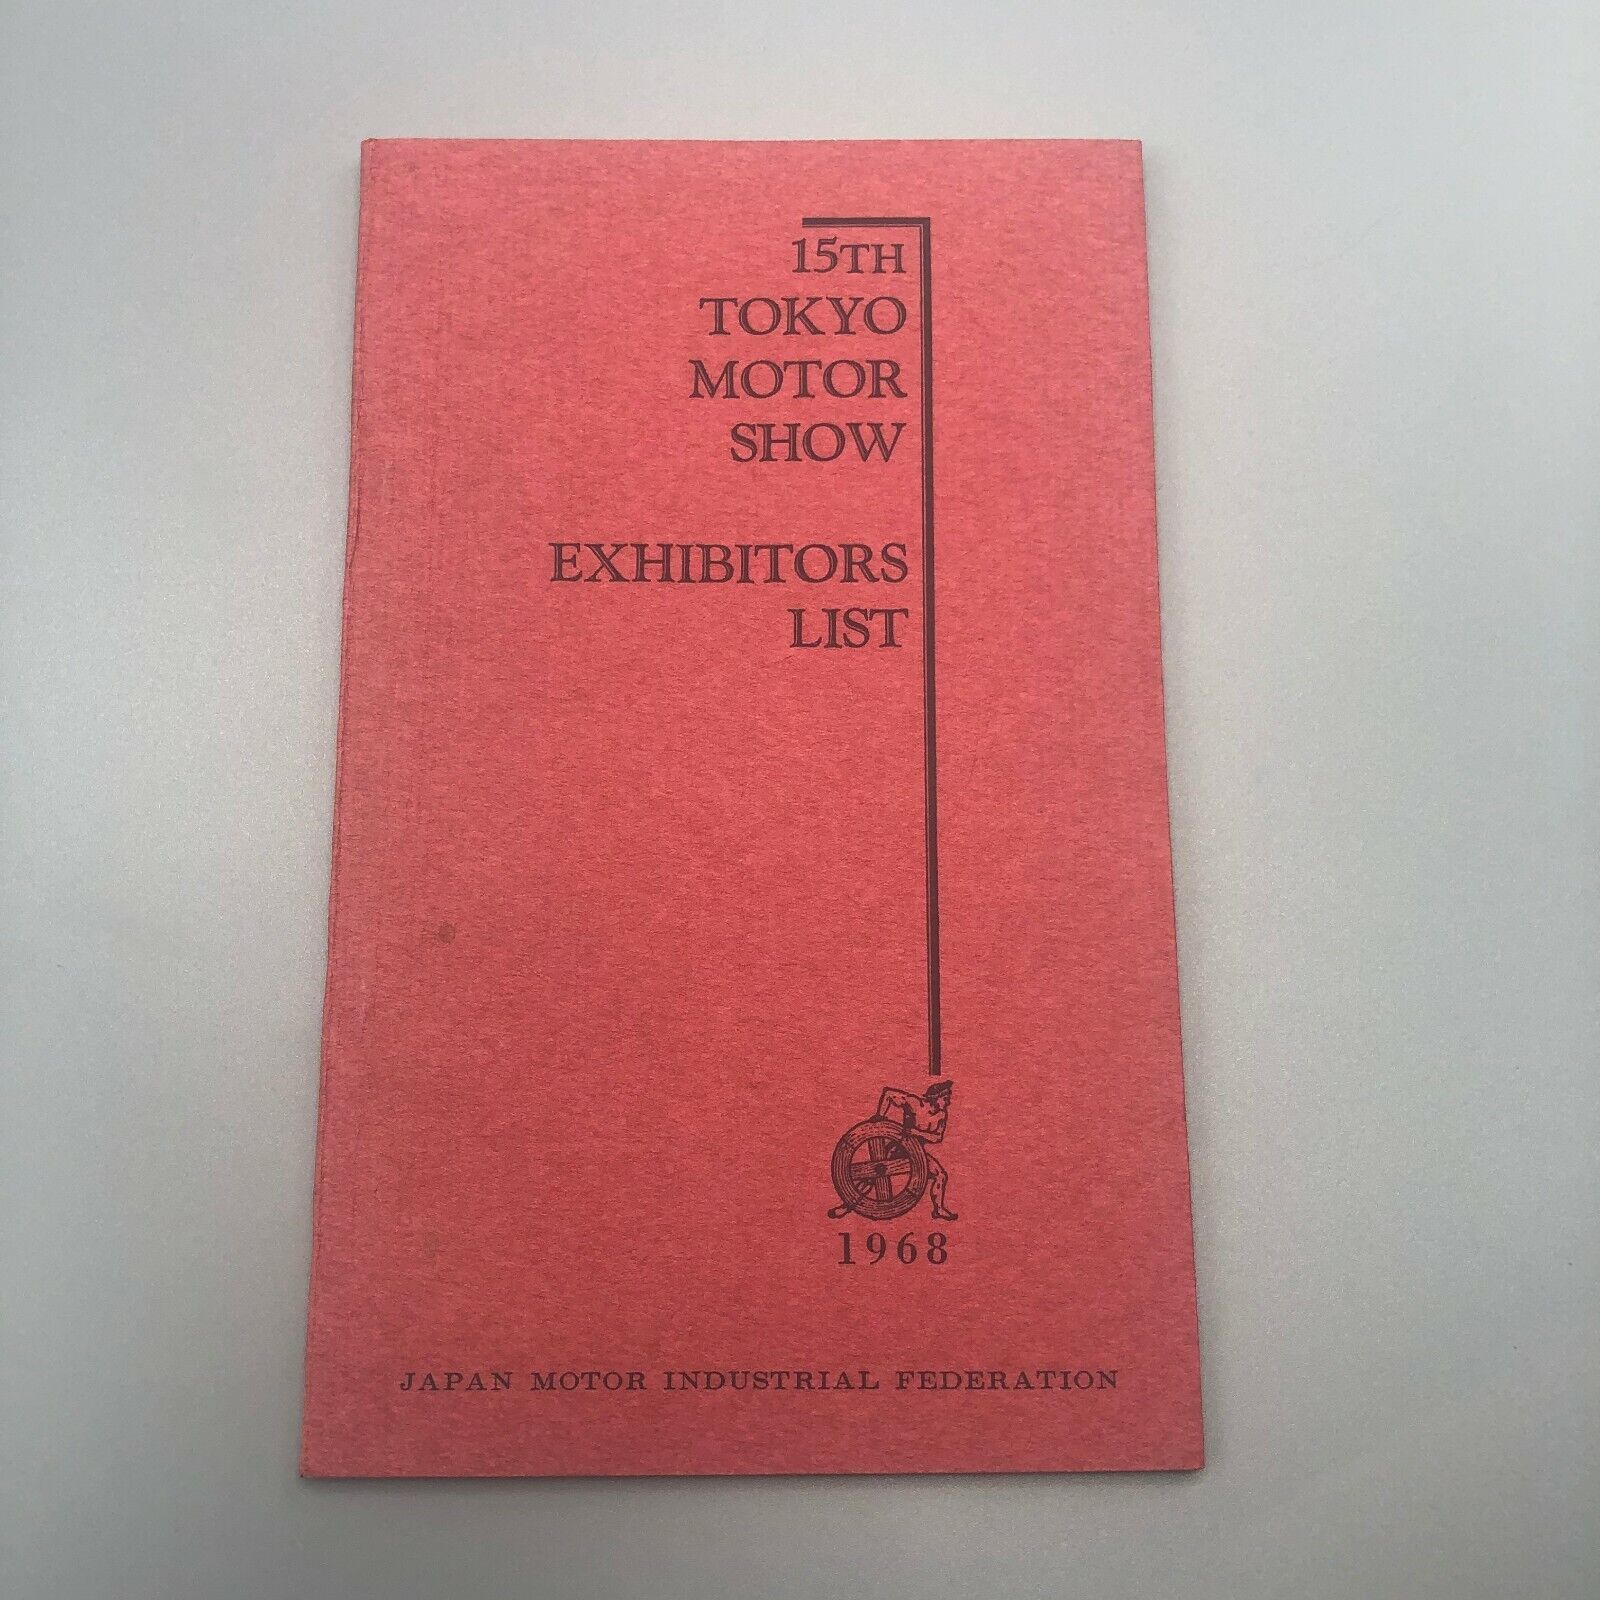 15TH
TOKYO
MOTOR
SHOW
EXHIBITORS
LIST
1968
JAPAN MOTOR INDUSTRIAL FEDERATION